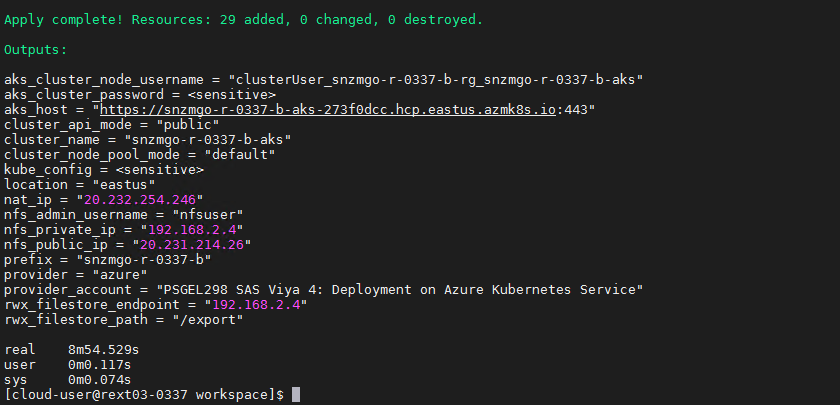 Apply complete! Resources: 29 added, 0 changed, 0 destroyed.
Outputs:
aks_cluster_node_username = "clusterUser_snzmgo-r-0337-b-rg_snzmgo-r-0337-b-aks"
aks_cluster_password = <sensitive>
aks_host = "https://snzmgo-r-0337-b-aks-273f0dcc.hcp.eastus.azmk8s.io:443"
cluster_api_mode = "public"
cluster_name = "snzmgo-r-0337-b-aks"
cluster_node_pool_mode = "default"
kube_config = <sensitive>
location = "eastus"
nat_ip = "20.232.254.246"
nfs_admin_username = "nfsuser"
nfs_private_ip = "192.168.2.4"
nfs_public_ip = "20.231.214.26"
prefix = "snzmgo-r-0337-b"
provider = "azure"
provider_account = "PSGEL298 SAS Viya 4: Deployment on Azure Kubernetes Service"
rwx_filestore_endpoint = "192.168.2.4"
rwx_filestore_path = "/export"
real    8m54.529s
user    0m0.117s
sys     0m0.074s
[cloud-user@rext03-0337 workspace]$